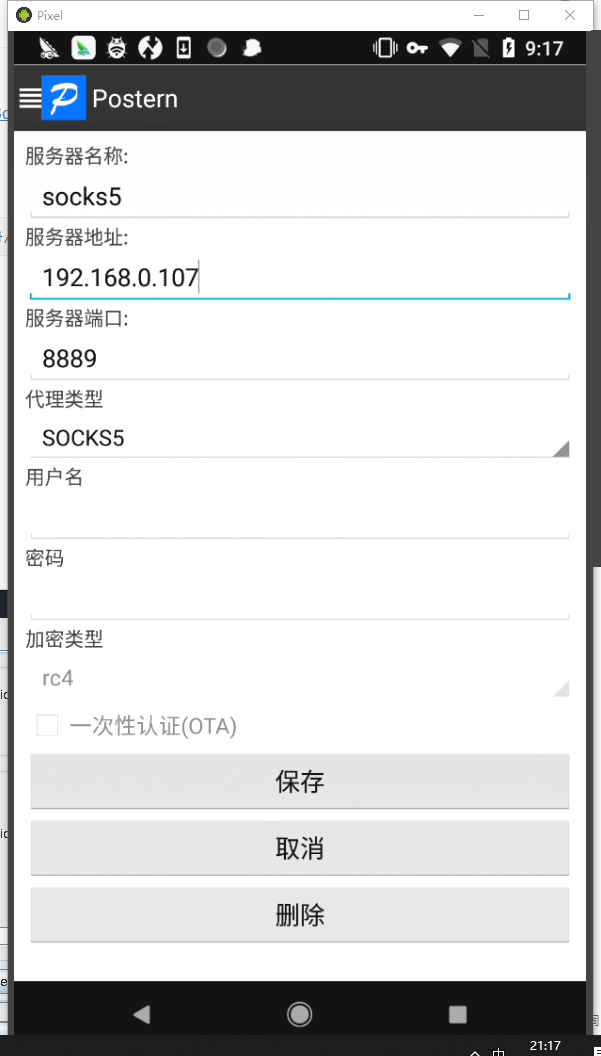 Pixel
9:17
Postern
服务器名称:
socks5
服务器地址:
192.168.0.107
服务器端口:
8889
代理类型
SOCKS5
用户名
密码
加密类型
rc4
一次性认证(OTA)
保存
取消
删除
21:17
中